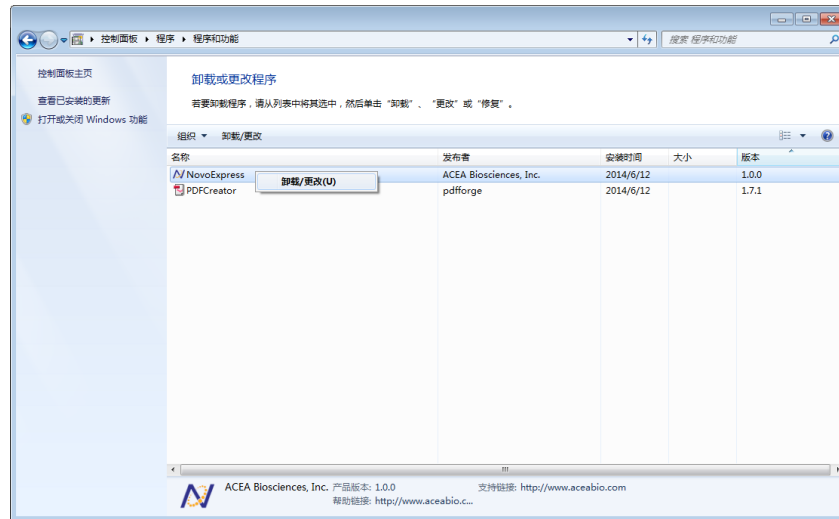 控制面板 程序 程序和功能
搜索 程序和功能
控制面板主页
查看已安装的更新
打开或关闭 Windows 功能
卸载或更改程序
若要卸载程序，请从列表中将其选中，然后单击“卸载”、“更改”或“修复”。
组织 卸载/更改
名称 发布者 安装时间 大小 版本
NovoExpress ACEA Biosciences, Inc. 2014/6/12 1.0.0
卸载/更改(U)
PDFCreator pdfforge 2014/6/12 1.7.1
ACEA Biosciences, Inc. 产品版本: 1.0.0 支持链接: http://www.aceabio.com
帮助链接: http://www.aceabio.c...